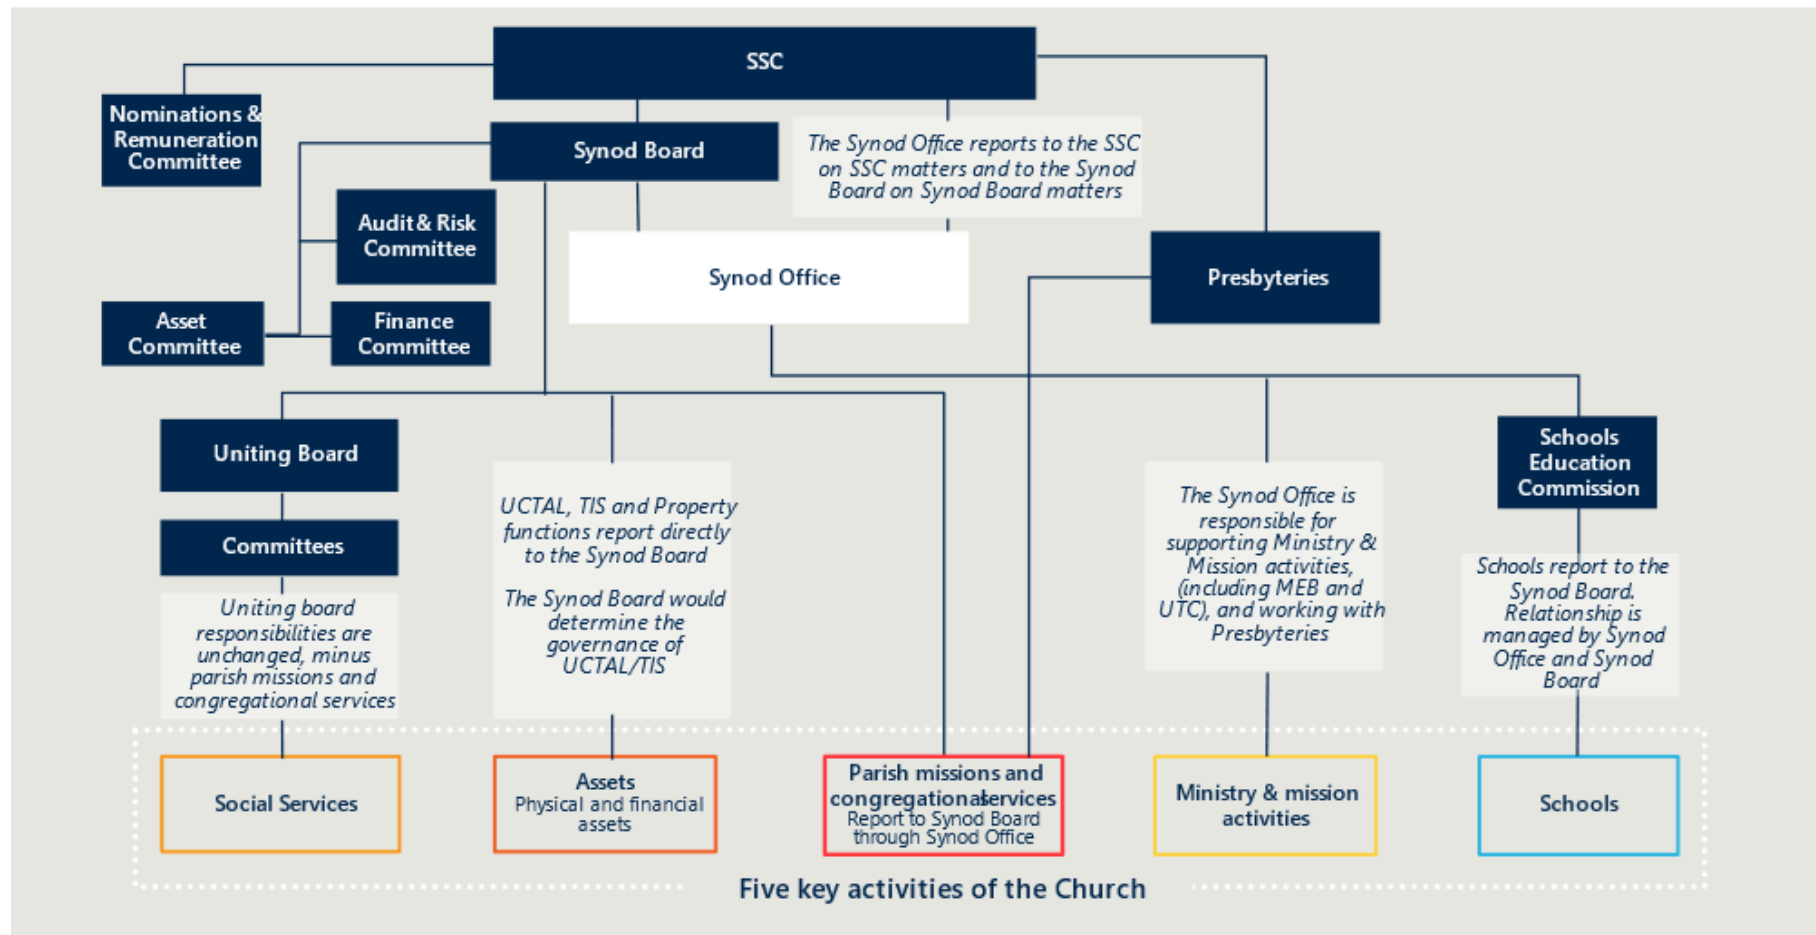 SSC
Nominations &
Remuneration
Committee
Synod Board
The Synod Office reports to the SSC
on SSC matters and to the Synod
Board on Synod Board matters
Audit & Risk
Committee
Synod Office
Presbyteries
Asset
Committee
Finance
Committee
Uniting Board
Committees
Uniting board
responsibilities are
unchanged, minus
parish missions and
congregational services
UCTAL, TIS and Property
functions report directly
to the Synod Board
The Synod Board would
determine the
governance of
UCTAL/TIS
The Synod Office is
responsible for
supporting Ministry &
Mission activities,
(including MEB and
UTC), and working with
Presbyteries
Schools
Education
Commission
Schools report to the
Synod Board.
Relationship is
managed by Synod
Office and Synod
Board
Social Services
Assets
Physical and financial
assets
Parish missions and
congregational services
Report to Synod Board
through Synod Office
Ministry & mission
activities
Schools
Five key activities of the Church